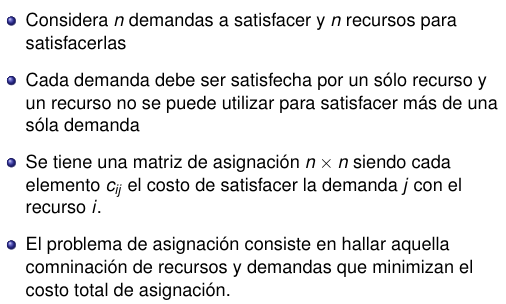 Considera n demandas a satisfacer y n recursos para
satisfacerlas
Cada demanda debe ser satisfecha por un sólo recurso y
un recurso no se puede utilizar para satisfacer más de una
sóla demanda
Se tiene una matriz de asignación n × n siendo cada
elemento c_ij el costo de satisfacer la demanda j con el
recurso i.
El problema de asignación consiste en hallar aquella
comninación de recursos y demandas que minimizan el
costo total de asignación.